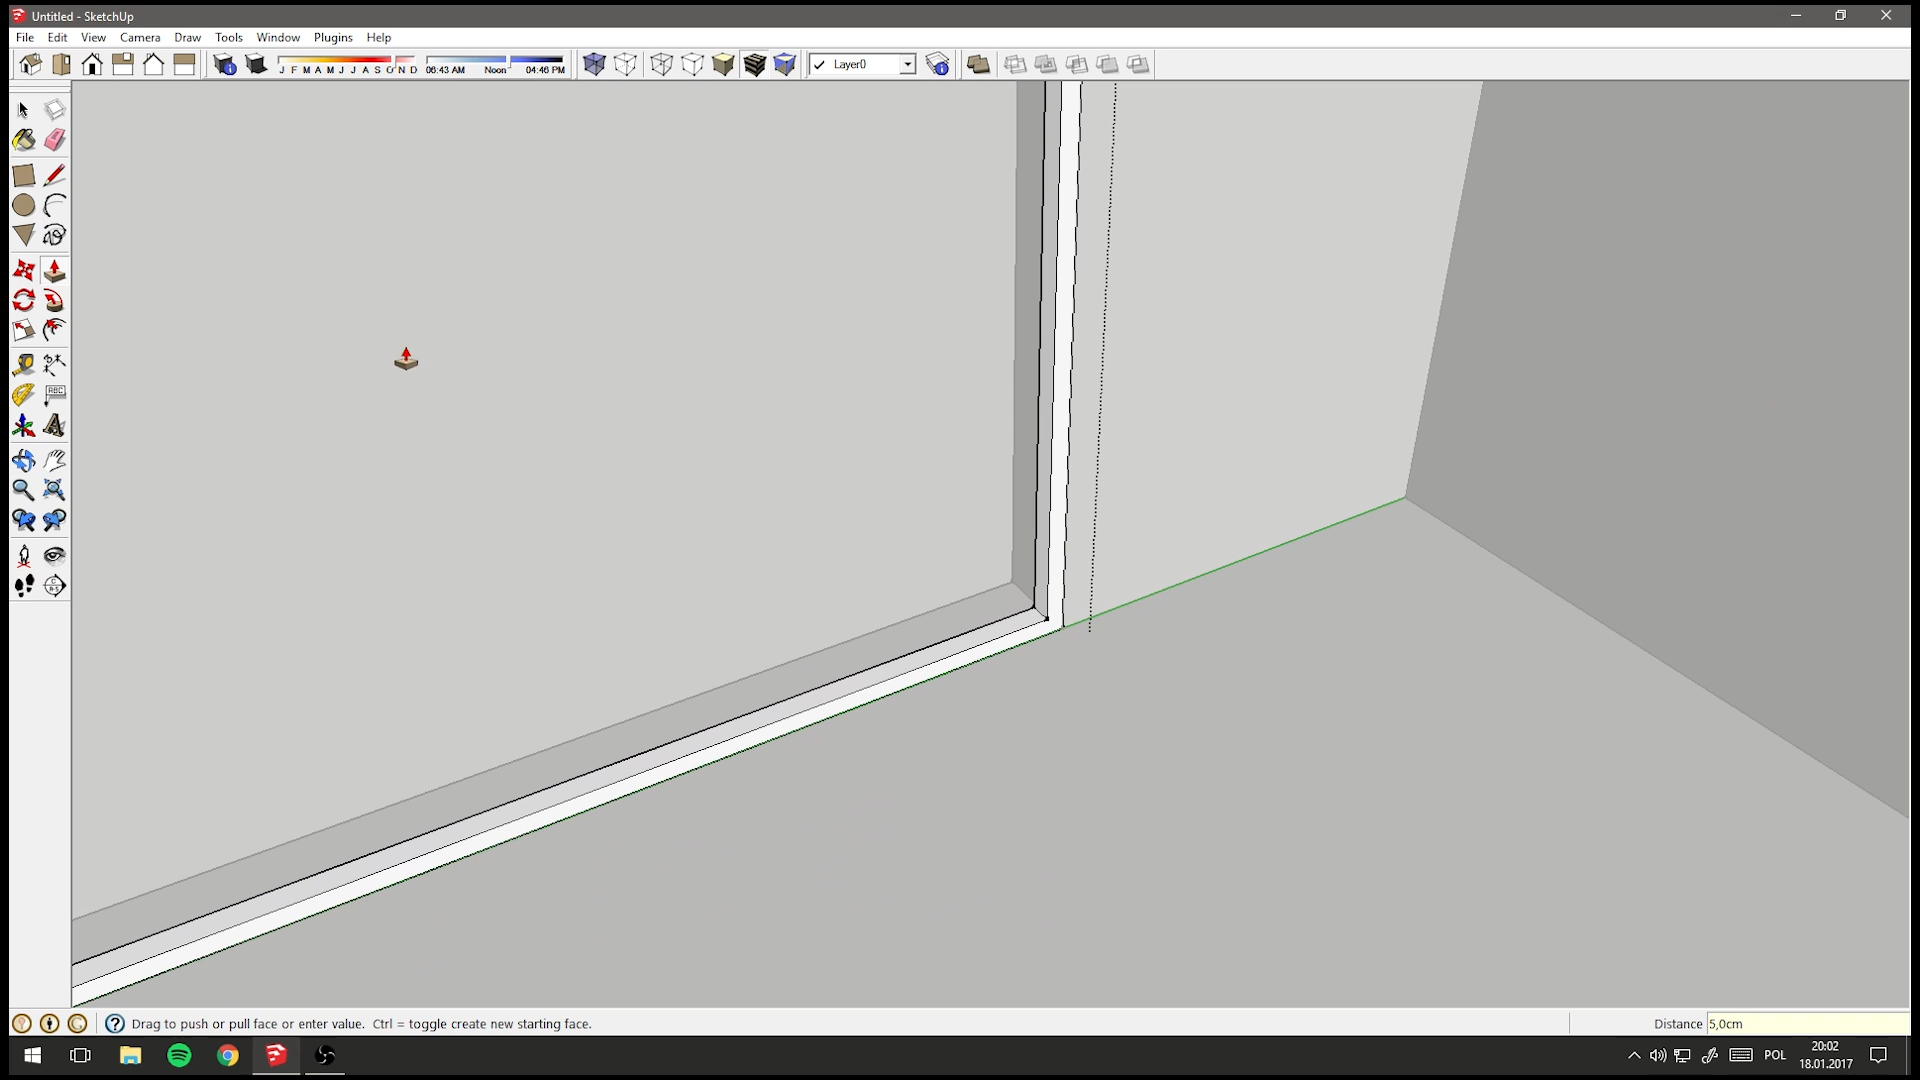 Untitled - SketchUp
File Edit View Camera Draw Tools Window Plugins Help
J F M A M J J A S O N D 06:43 AM Noon 04:46 PM
✓ Layer0
ABC
Drag to push or pull face or enter value. Ctrl = toggle create new starting face.
Distance 5,0cm
POL
20:02
18.01.2017